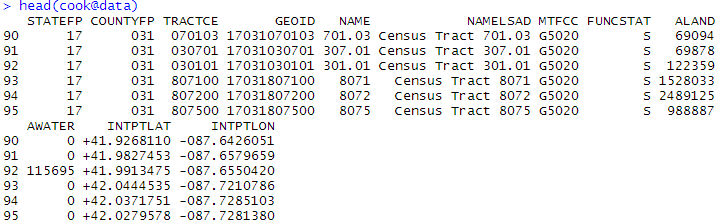 > head(cook@data)
   STATEFP COUNTYFP TRACTCE       GEOID   NAME            NAMELSAD MTFCC FUNCSTAT   ALAND
90      17      031  070103 17031070103 701.03 Census Tract 701.03 G5020        S   69094
91      17      031  030701 17031030701 307.01 Census Tract 307.01 G5020        S   69878
92      17      031  030101 17031030101 301.01 Census Tract 301.01 G5020        S  122359
93      17      031  807100 17031807100   8071   Census Tract 8071 G5020        S 1528033
94      17      031  807200 17031807200   8072   Census Tract 8072 G5020        S 2489125
95      17      031  807500 17031807500   8075   Census Tract 8075 G5020        S  988887
   AWATER    INTPTLAT     INTPTLON
90      0 +41.9268110 -087.6426051
91      0 +41.9827453 -087.6579659
92 115695 +41.9913475 -087.6550420
93      0 +42.0444535 -087.7210786
94      0 +42.0371751 -087.7285103
95      0 +42.0279578 -087.7281380